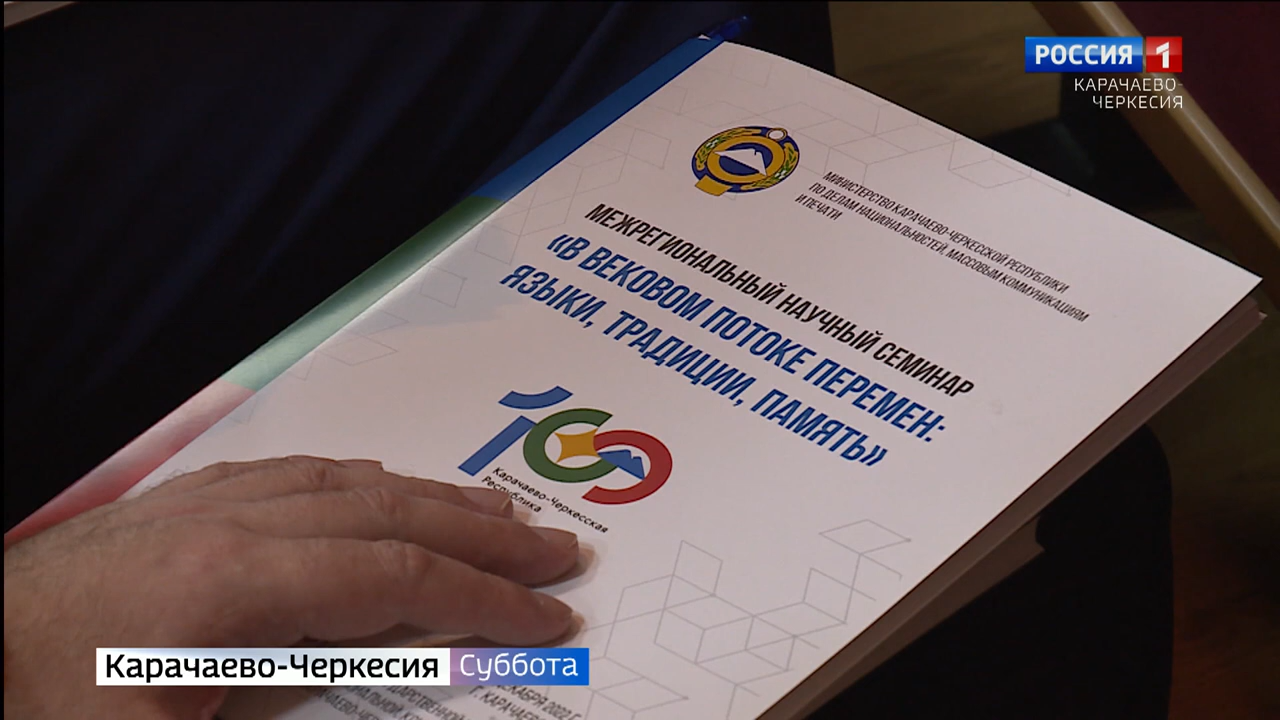 РОССИЯ 1
КАРАЧАЕВО-
ЧЕРКЕСИЯ
МИНИСТЕРСТВО КАРАЧАЕВО-ЧЕРКЕССКОЙ РЕСПУБЛИКИ
ПО ДЕЛАМ НАЦИОНАЛЬНОСТЕЙ, МАССОВЫМ КОММУНИКАЦИЯМ
И ПЕЧАТИ
МЕЖРЕГИОНАЛЬНЫЙ НАУЧНЫЙ СЕМИНАР
«В ВЕКОВОМ ПОТОКЕ ПЕРЕМЕН:
ЯЗЫКИ, ТРАДИЦИИ, ПАМЯТЬ»
100
Карачаево-Черкесская
Республика
Карачаево-Черкесия Суббота
2022 Г.